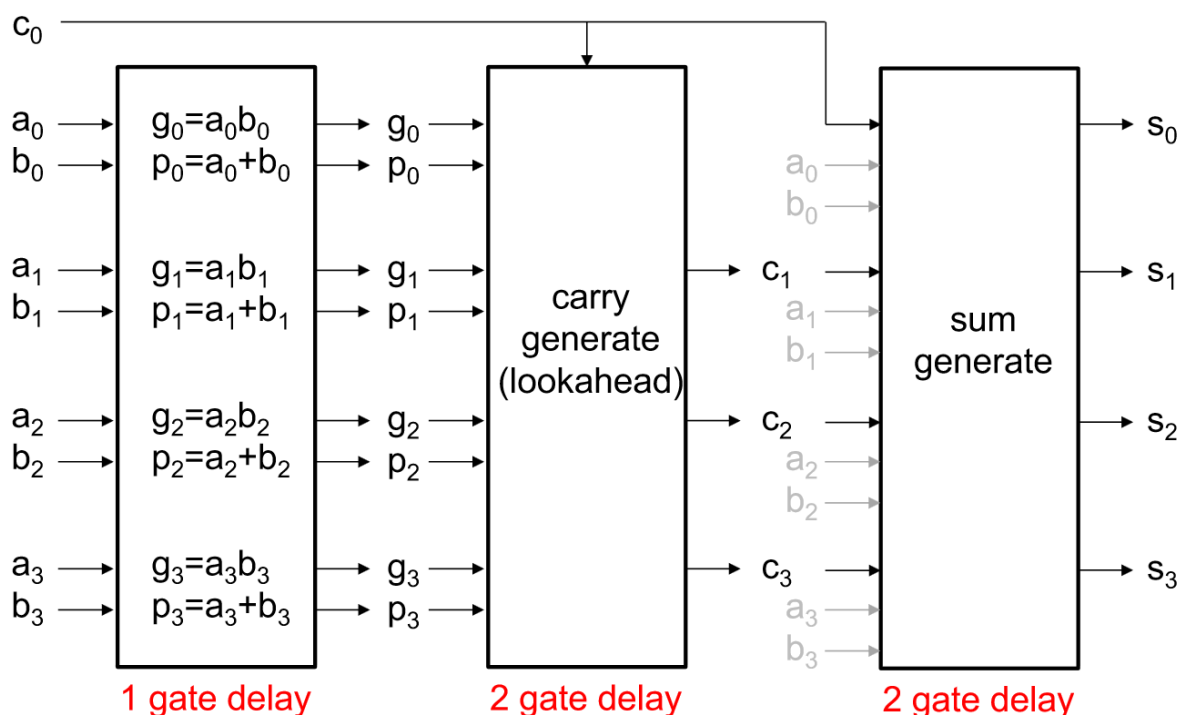 c₀
a₀ g₀=a₀b₀ g₀ s₀
b₀ p₀=a₀+b₀ p₀ a₀
b₀
a₁ g₁=a₁b₁ g₁ c₁ s₁
b₁ p₁=a₁+b₁ p₁ a₁
carry
generate
(lookahead)
sum
generate
b₁
a₂ g₂=a₂b₂ g₂ c₂ s₂
b₂ p₂=a₂+b₂ p₂ a₂
b₂
a₃ g₃=a₃b₃ g₃ c₃ s₃
b₃ p₃=a₃+b₃ p₃ a₃
b₃
1 gate delay 2 gate delay 2 gate delay